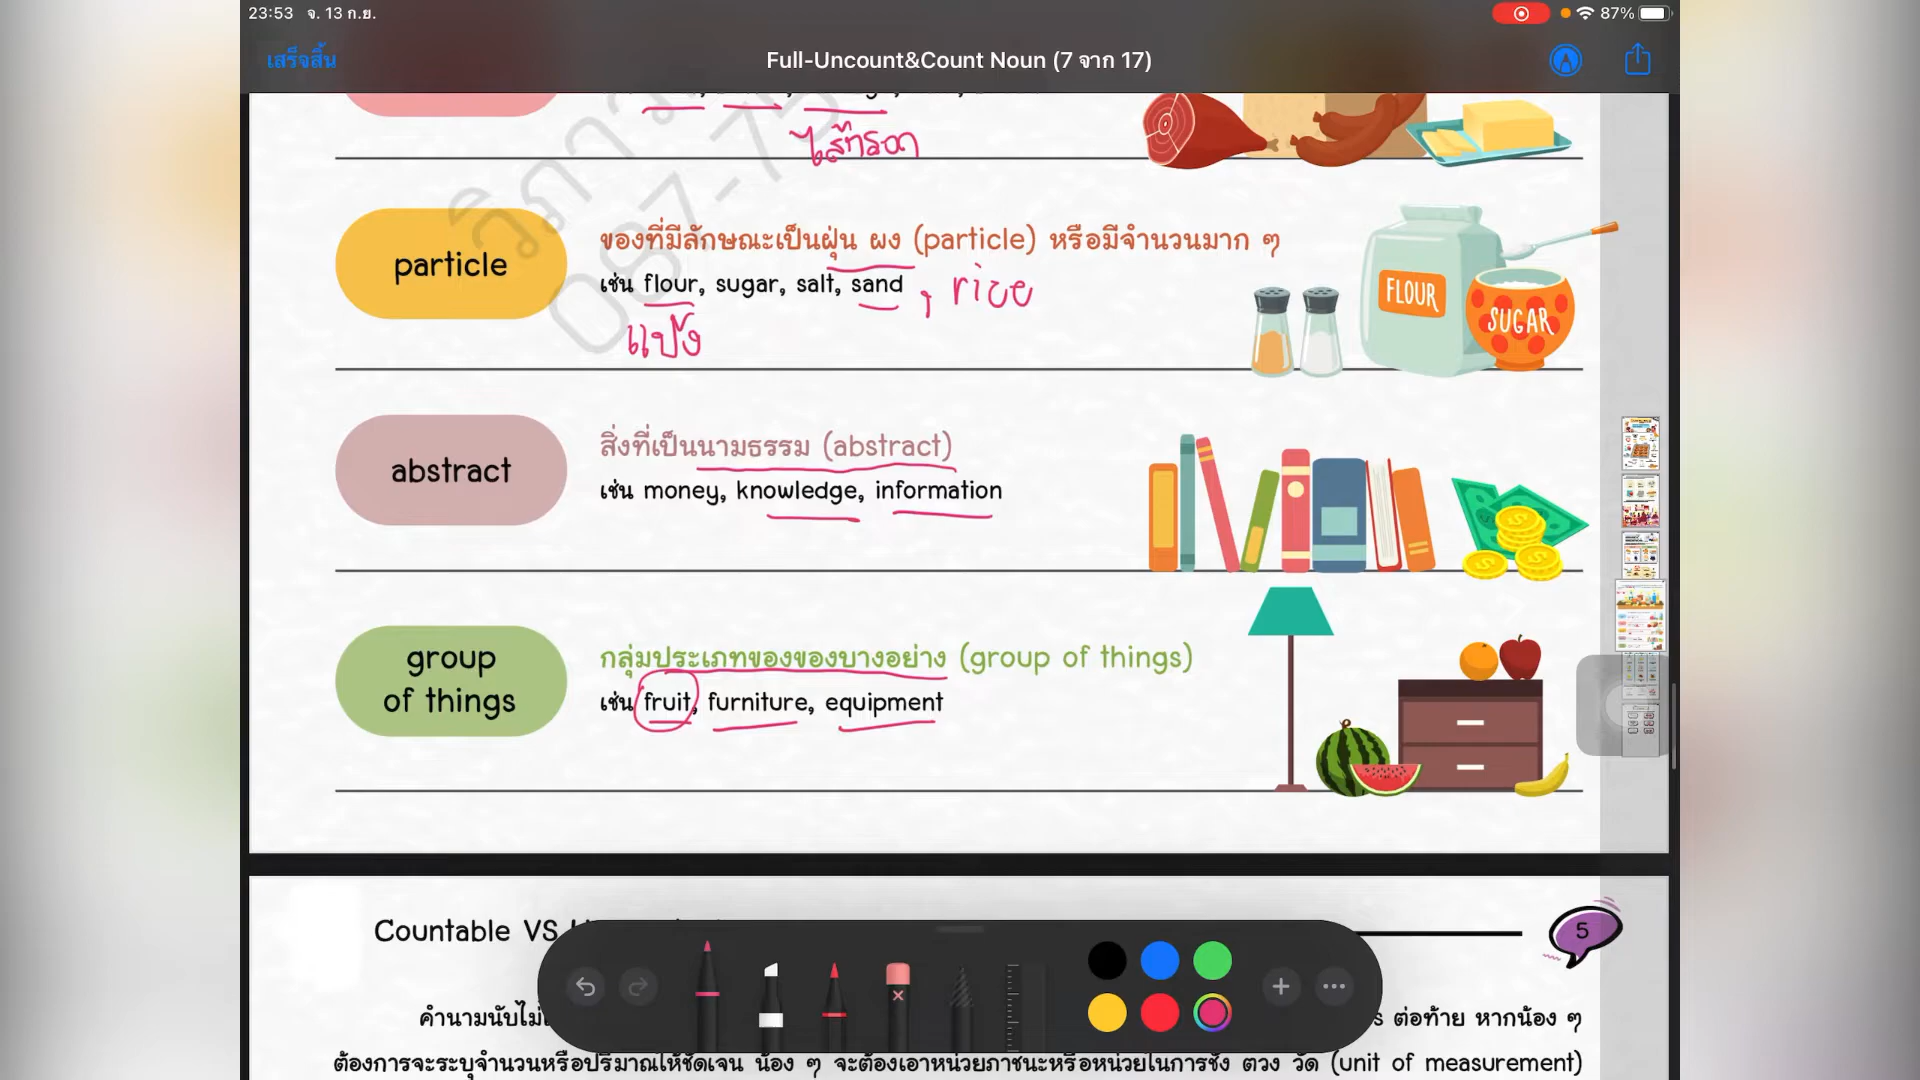 23:53 จ. 13 ก.ย.
87%
เสร็จสิ้น
Full-Uncount&Count Noun (7 จาก 17)
ไส้กรอก
วิภาว
087-75
particle
ของที่มีลักษณะเป็นฝุ่น ผง (particle) หรือมีจำนวนมาก ๆ
เช่น flour, sugar, salt, sand , rice
แป้ง
FLOUR
SUGAR
abstract
สิ่งที่เป็นนามธรรม (abstract)
เช่น money, knowledge, information
group
of things
กลุ่มประเภทของของบางอย่าง (group of things)
เช่น fruit, furniture, equipment
Countable VS
5
คำนามนับไม่ s ต่อท้าย หากน้อง ๆ
ต้องการจะระบุจำนวนหรือปริมาณให้ชัดเจน น้อง ๆ จะต้องเอาหน่วยภาชนะหรือหน่วยในการชั่ง ตวง วัด (unit of measurement)